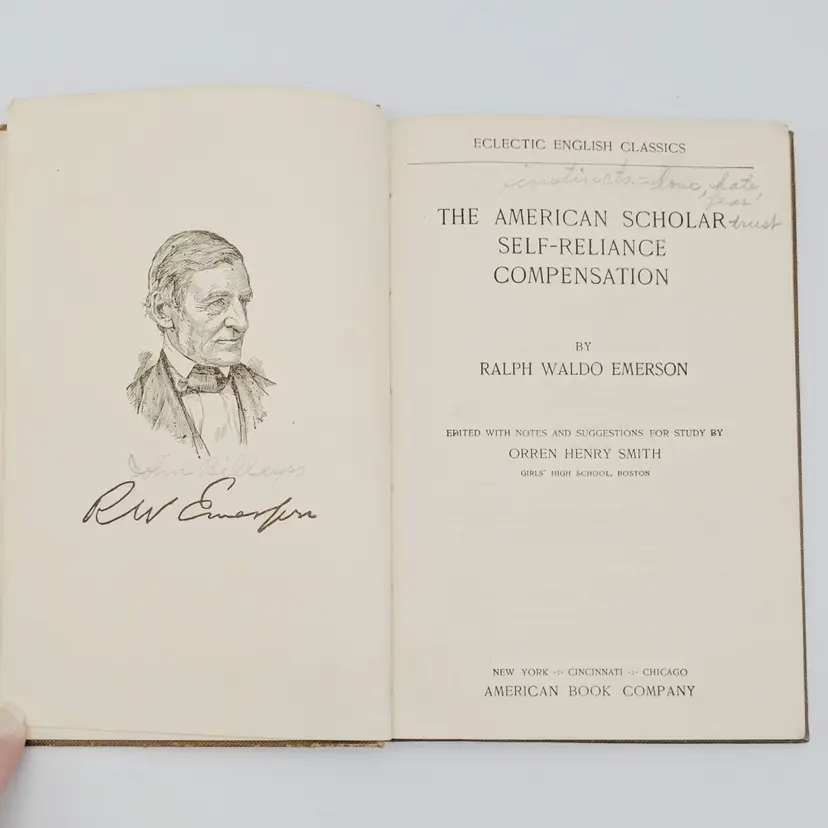 John
R W Emerson
ECLECTIC ENGLISH CLASSICS
instincts - love, hate,
fear,
THE AMERICAN SCHOLAR trust
SELF-RELIANCE
COMPENSATION
BY
RALPH WALDO EMERSON
EDITED WITH NOTES AND SUGGESTIONS FOR STUDY BY
ORREN HENRY SMITH
GIRLS' HIGH SCHOOL, BOSTON
NEW YORK ·:· CINCINNATI ·:· CHICAGO
AMERICAN BOOK COMPANY